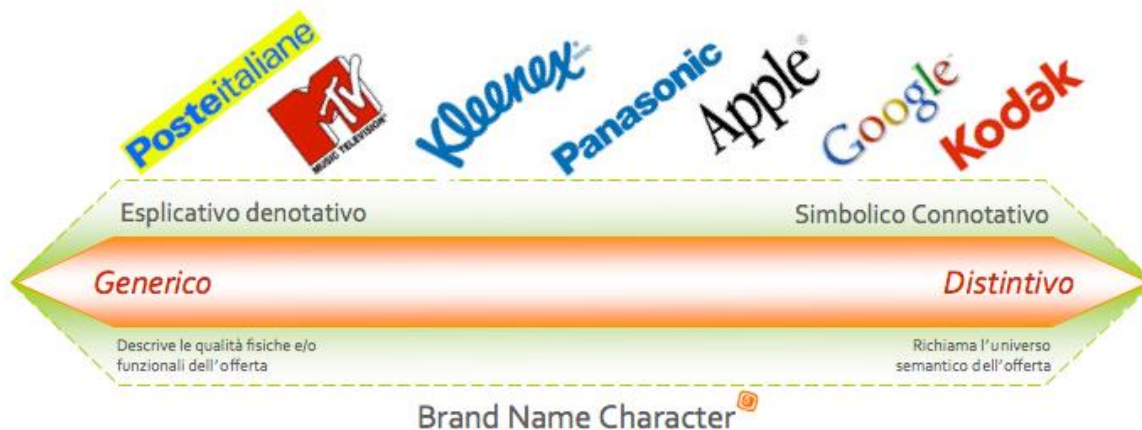 Posteitaliane
MTV
MUSIC TELEVISION®
Kleenex
Panasonic
Apple®
Google™
Kodak
Esplicativo denotativo
Simbolico Connotativo
Generico
Distintivo
Descrive le qualità fisiche e/o
funzionali dell'offerta
Richiama l'universo
semantico dell'offerta
Brand Name Character